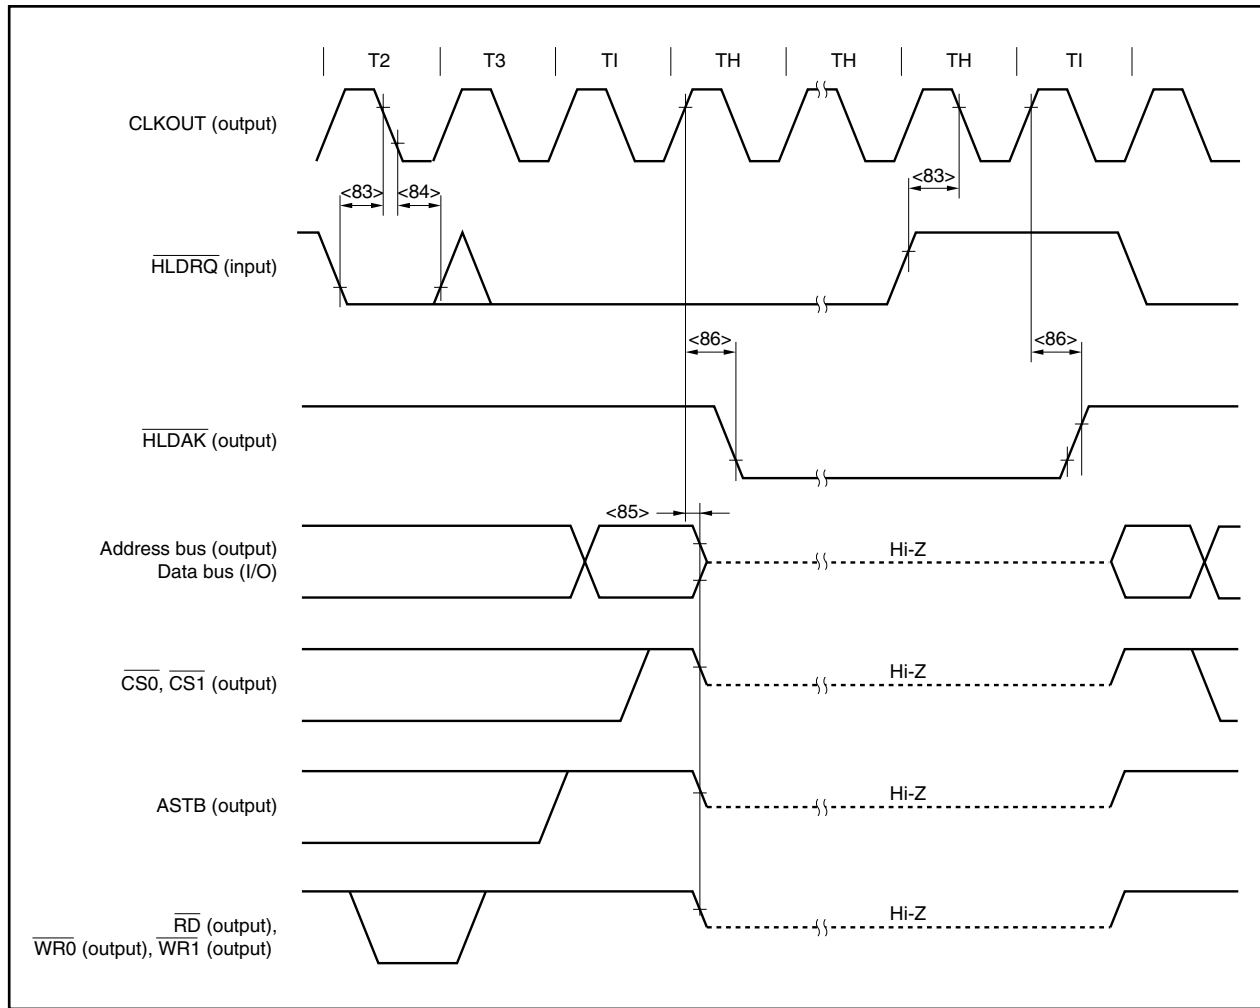 T2 T3 TI TH TH TH TI
CLKOUT (output)
<83> <84> <83>
HLDRQ (input)
<86> <86>
HLDAK (output)
<85>
Address bus (output)
Data bus (I/O)
Hi-Z
CS0, CS1 (output)
Hi-Z
ASTB (output)
Hi-Z
RD (output),
WR0 (output), WR1 (output)
Hi-Z